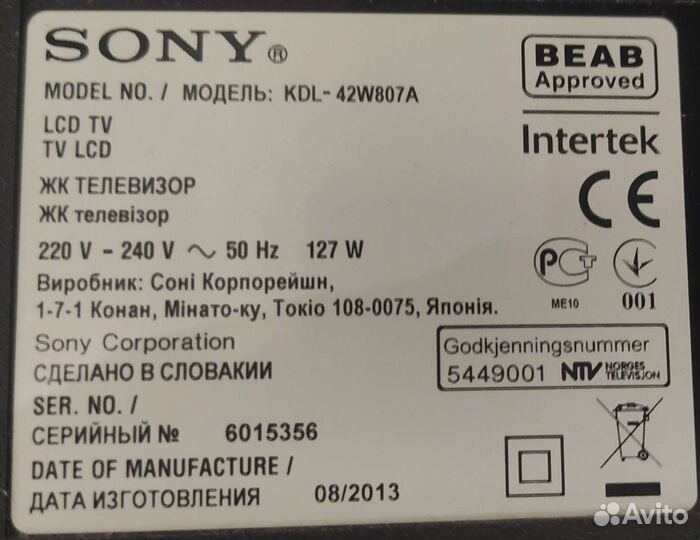 SONY®
BEAB
Approved
MODEL NO. / МОДЕЛЬ: KDL- 42W807A
LCD TV
TV LCD
Intertek
ЖК ТЕЛЕВИЗОР
ЖК телевізор
CE
220 V - 240 V ~ 50 Hz 127 W
PCT
ME10
001
Виробник: Соні Корпорейшн,
1-7-1 Конан, Мінато-ку, Токіо 108-0075, Японія.
Sony Corporation
СДЕЛАНО В СЛОВАКИИ
Godkjenningsnummer
5449001 NTV NORGES TELEVISJON
SER. NO. /
СЕРИЙНЫЙ № 6015356
DATE OF MANUFACTURE /
ДАТА ИЗГОТОВЛЕНИЯ 08/2013
Avito